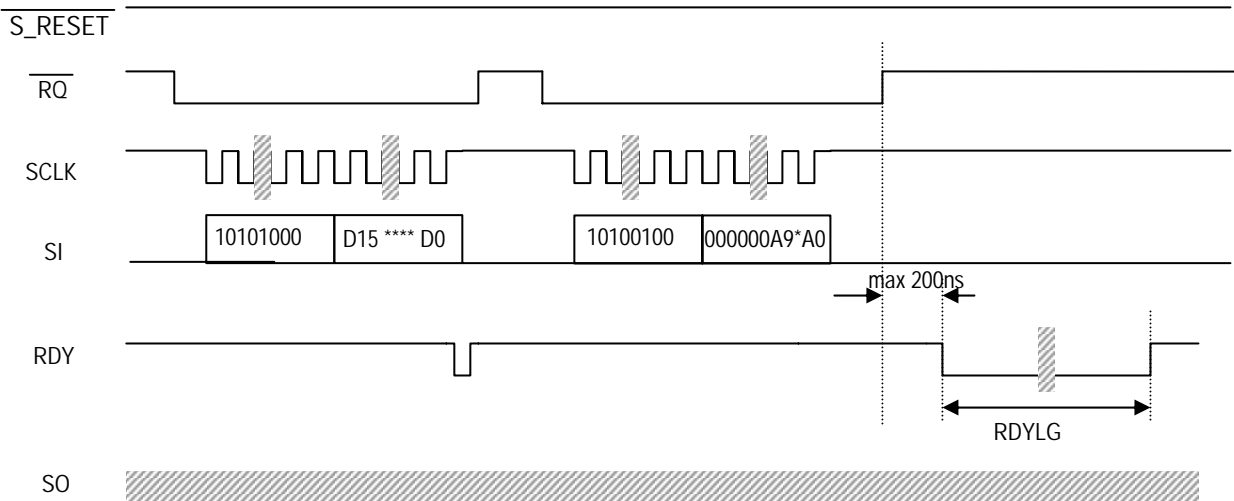 S_RESET
RQ
SCLK
SI
10101000
D15 **** D0
10100100
000000A9*A0
max 200ns
RDY
RDYLG
SO